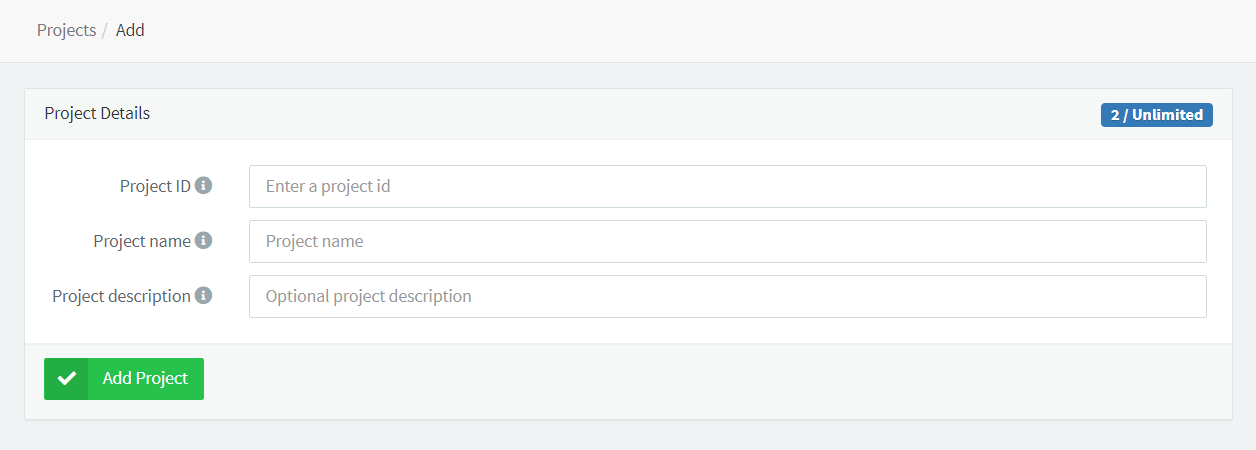 Projects / Add
Project Details
2 / Unlimited
Project ID
Enter a project id
Project name
Project name
Project description
Optional project description
Add Project